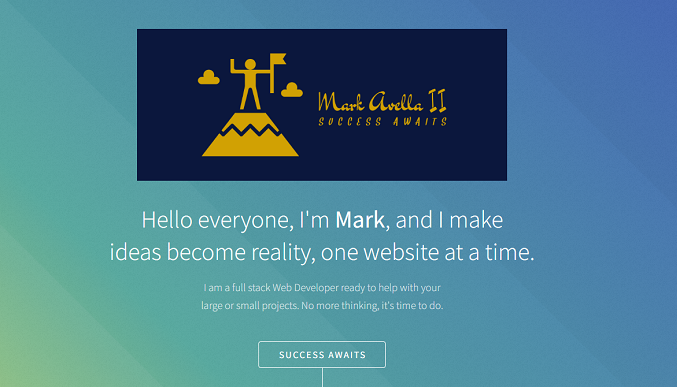 Mark Avella II
SUCCESS AWAITS
Hello everyone, I'm Mark, and I make
ideas become reality, one website at a time.
I am a full stack Web Developer ready to help with your
large or small projects. No more thinking, it's time to do.
SUCCESS AWAITS